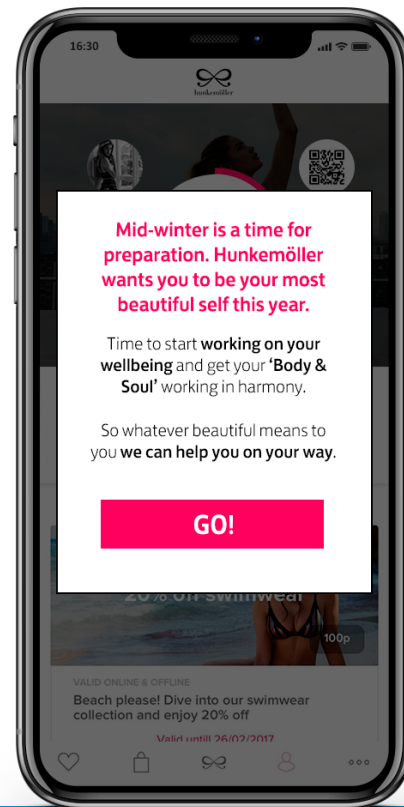 16:30
hunkemöller
Mid-winter is a time for
preparation. Hunkemöller
wants you to be your most
beautiful self this year.
Time to start working on your
wellbeing and get your ‘Body &
Soul’ working in harmony.
So whatever beautiful means to
you we can help you on your way.
GO!
20% off swimwear
100p
VALID ONLINE & OFFLINE
Beach please! Dive into our swimwear
collection and enjoy 20% off
Valid untill 26/02/2017